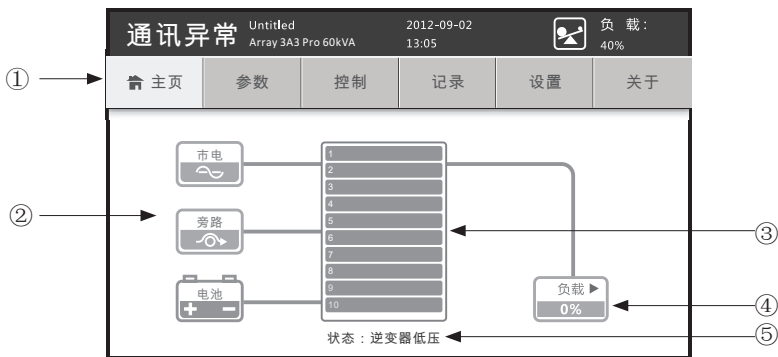 通讯异常
Untitled
Array 3A3 Pro 60kVA
2012-09-02
13:05
负 载：
40%
① 主页 参数 控制 记录 设置 关于
市电
②
旁路
电池
+ −
1
2
3
4
5
6
7
8
9
10
③
负载 ▶
0%
④
状态：逆变器低压
⑤